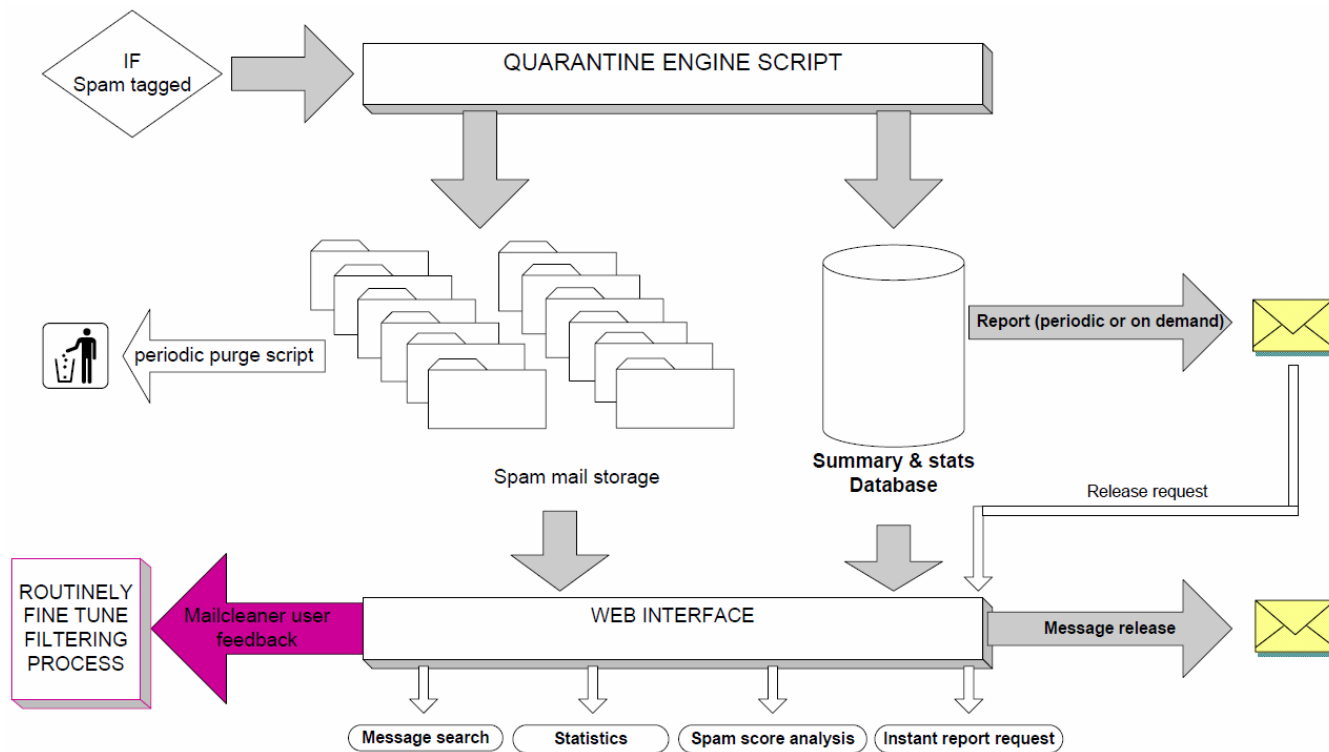 IF
Spam tagged
QUARANTINE ENGINE SCRIPT
Report (periodic or on demand)
periodic purge script
Spam mail storage
Summary & stats
Database
Release request
ROUTINELY
FINE TUNE
FILTERING
PROCESS
Mailcleaner user
feedback
WEB INTERFACE
Message release
Message search
Statistics
Spam score analysis
Instant report request